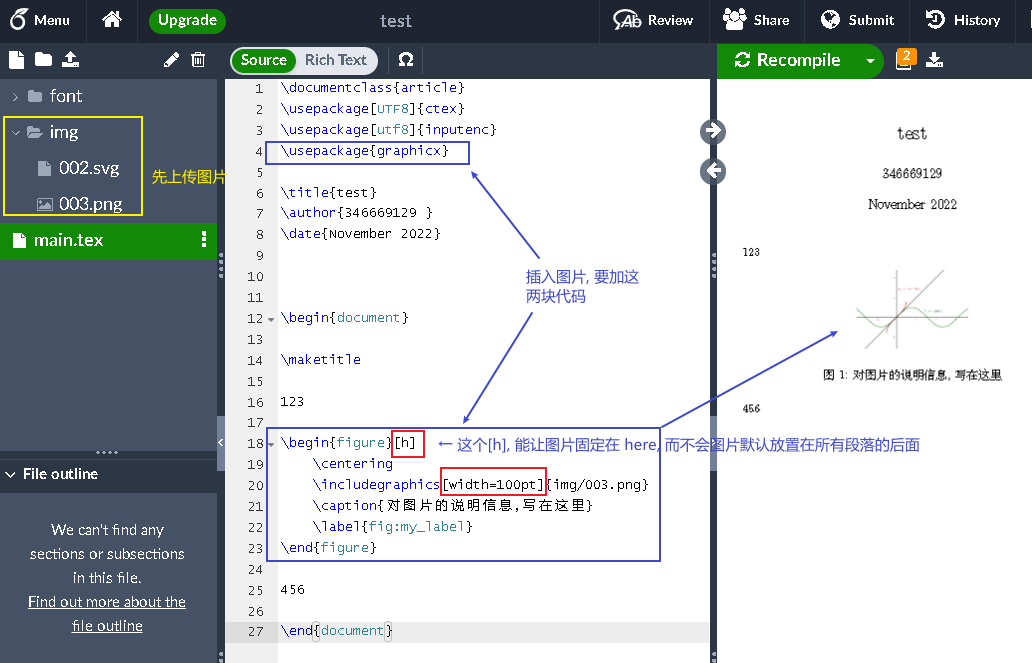 Menu
Upgrade
test
Review
Share
Submit
History
Source
Rich Text
Ω
Recompile
2
font
img
002.svg
003.png
先上传图片
main.tex
File outline
We can't find any
sections or subsections
in this file.
Find out more about the
file outline
1 \documentclass{article}
2 \usepackage[UTF8]{ctex}
3 \usepackage[utf8]{inputenc}
4 \usepackage{graphicx}
5
6 \title{test}
7 \author{346669129 }
8 \date{November 2022}
9
10
11
插入图片, 要加这
两块代码
12 \begin{document}
13
14 \maketitle
15
16 123
17
18 \begin{figure}[h]
← 这个[h], 能让图片固定在 here, 而不会图片默认放置在所有段落的后面
19 \centering
20 \includegraphics[width=100pt]{img/003.png}
21 \caption{对图片的说明信息,写在这里}
22 \label{fig:my_label}
23 \end{figure}
24
25 456
26
27 \end{document}
test
346669129
November 2022
123
图 1: 对图片的说明信息, 写在这里
456